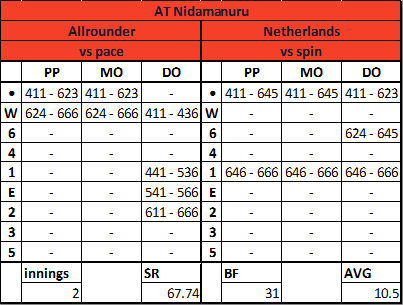 AT Nidamanuru
Allrounder Netherlands
vs pace vs spin
PP MO DO PP MO DO
• 411 - 623 411 - 623 - • 411 - 645 411 - 645 411 - 623
W 624 - 666 624 - 666 411 - 436 W - - -
6 - - - 6 - - 624 - 645
4 - - - 4 - - -
1 - - 441 - 536 1 646 - 666 646 - 666 646 - 666
E - - 541 - 566 E - - -
2 - - 611 - 666 2 - - -
3 - - - 3 - - -
5 - - - 5 - - -
innings SR BF AVG
2 67.74 31 10.5